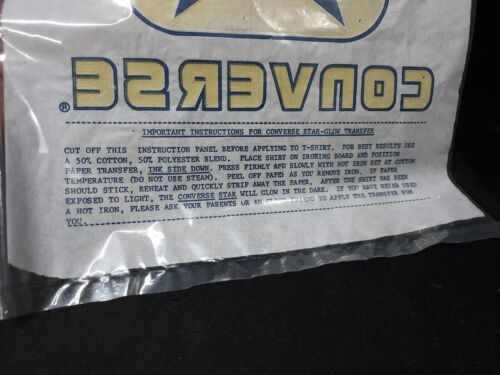 CONVERSE®
IMPORTANT INSTRUCTIONS FOR CONVERSE STAR-GLOW TRANSFER
CUT OFF THIS INSTRUCTION PANEL BEFORE APPLYING TO T-SHIRT. FOR BEST RESULTS USE
A 50% COTTON, 50% POLYESTER BLEND. PLACE SHIRT ON IRONING BOARD AND POSITION
PAPER TRANSFER, INK SIDE DOWN. PRESS FIRMLY AND SLOWLY WITH HOT IRON SET AT COTTON
TEMPERATURE (DO NOT USE STEAM). PEEL OFF PAPER AS YOU REMOVE IRON. IF PAPER
SHOULD STICK, REHEAT AND QUICKLY STRIP AWAY THE PAPER. AFTER THE SHIRT HAS BEEN
EXPOSED TO LIGHT, THE CONVERSE STAR WILL GLOW IN THE DARK. IF YOU HAVE NEVER USED
A HOT IRON, PLEASE ASK YOUR PARENTS OR AN FRIEND TO APPLY THE TRANSFER FOR
YOU.